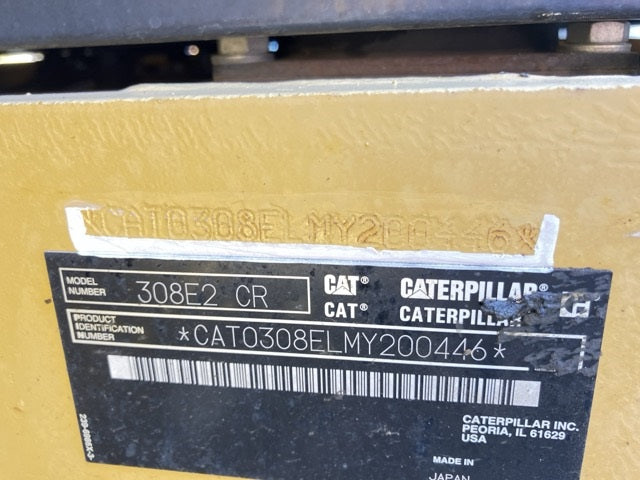 *CAT0308ELMY200446*
MODEL NUMBER 308E2 CR
CAT® CATERPILLAR®
CAT® CATERPILLAR
PRODUCT IDENTIFICATION NUMBER *CAT0308ELMY200446*
CATERPILLAR INC.
PEORIA, IL 61629
USA
MADE IN
JAPAN